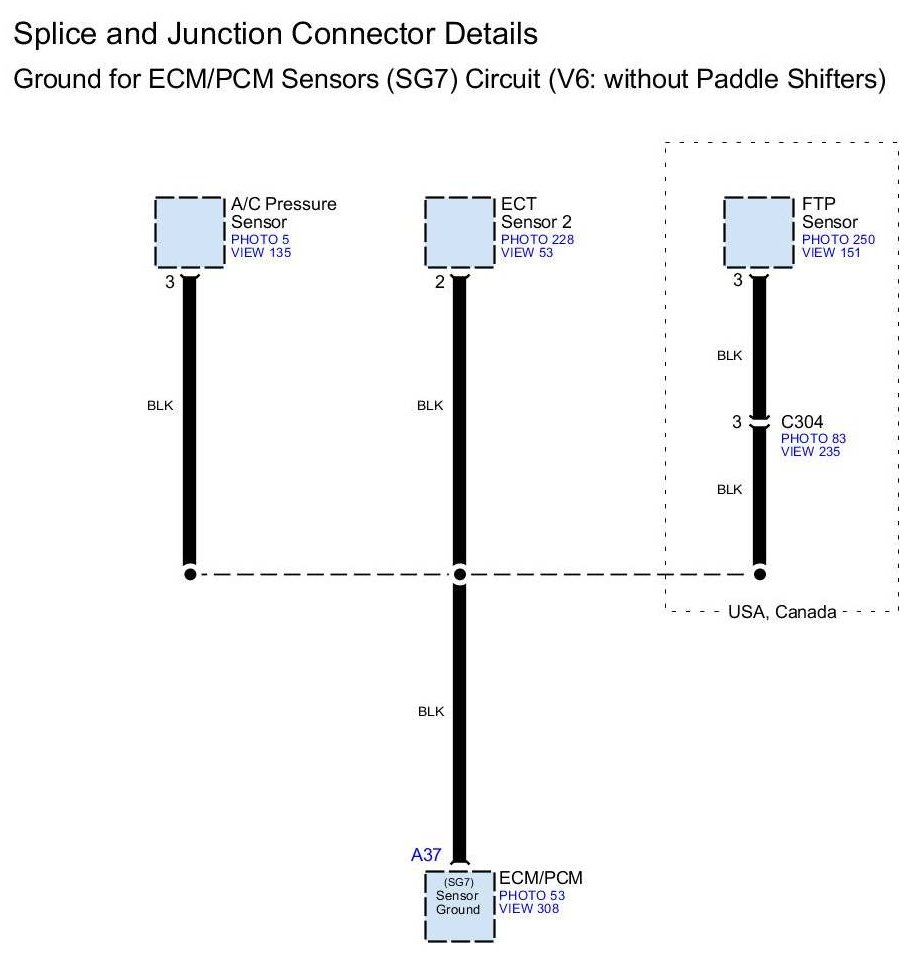 Splice and Junction Connector Details
Ground for ECM/PCM Sensors (SG7) Circuit (V6: without Paddle Shifters)
A/C Pressure
Sensor
PHOTO 5
VIEW 135
3
BLK
ECT
Sensor 2
PHOTO 228
VIEW 53
2
BLK
FTP
Sensor
PHOTO 250
VIEW 151
3
BLK
3
C304
PHOTO 83
VIEW 235
BLK
USA, Canada
BLK
A37
(SG7)
Sensor
Ground
ECM/PCM
PHOTO 53
VIEW 308